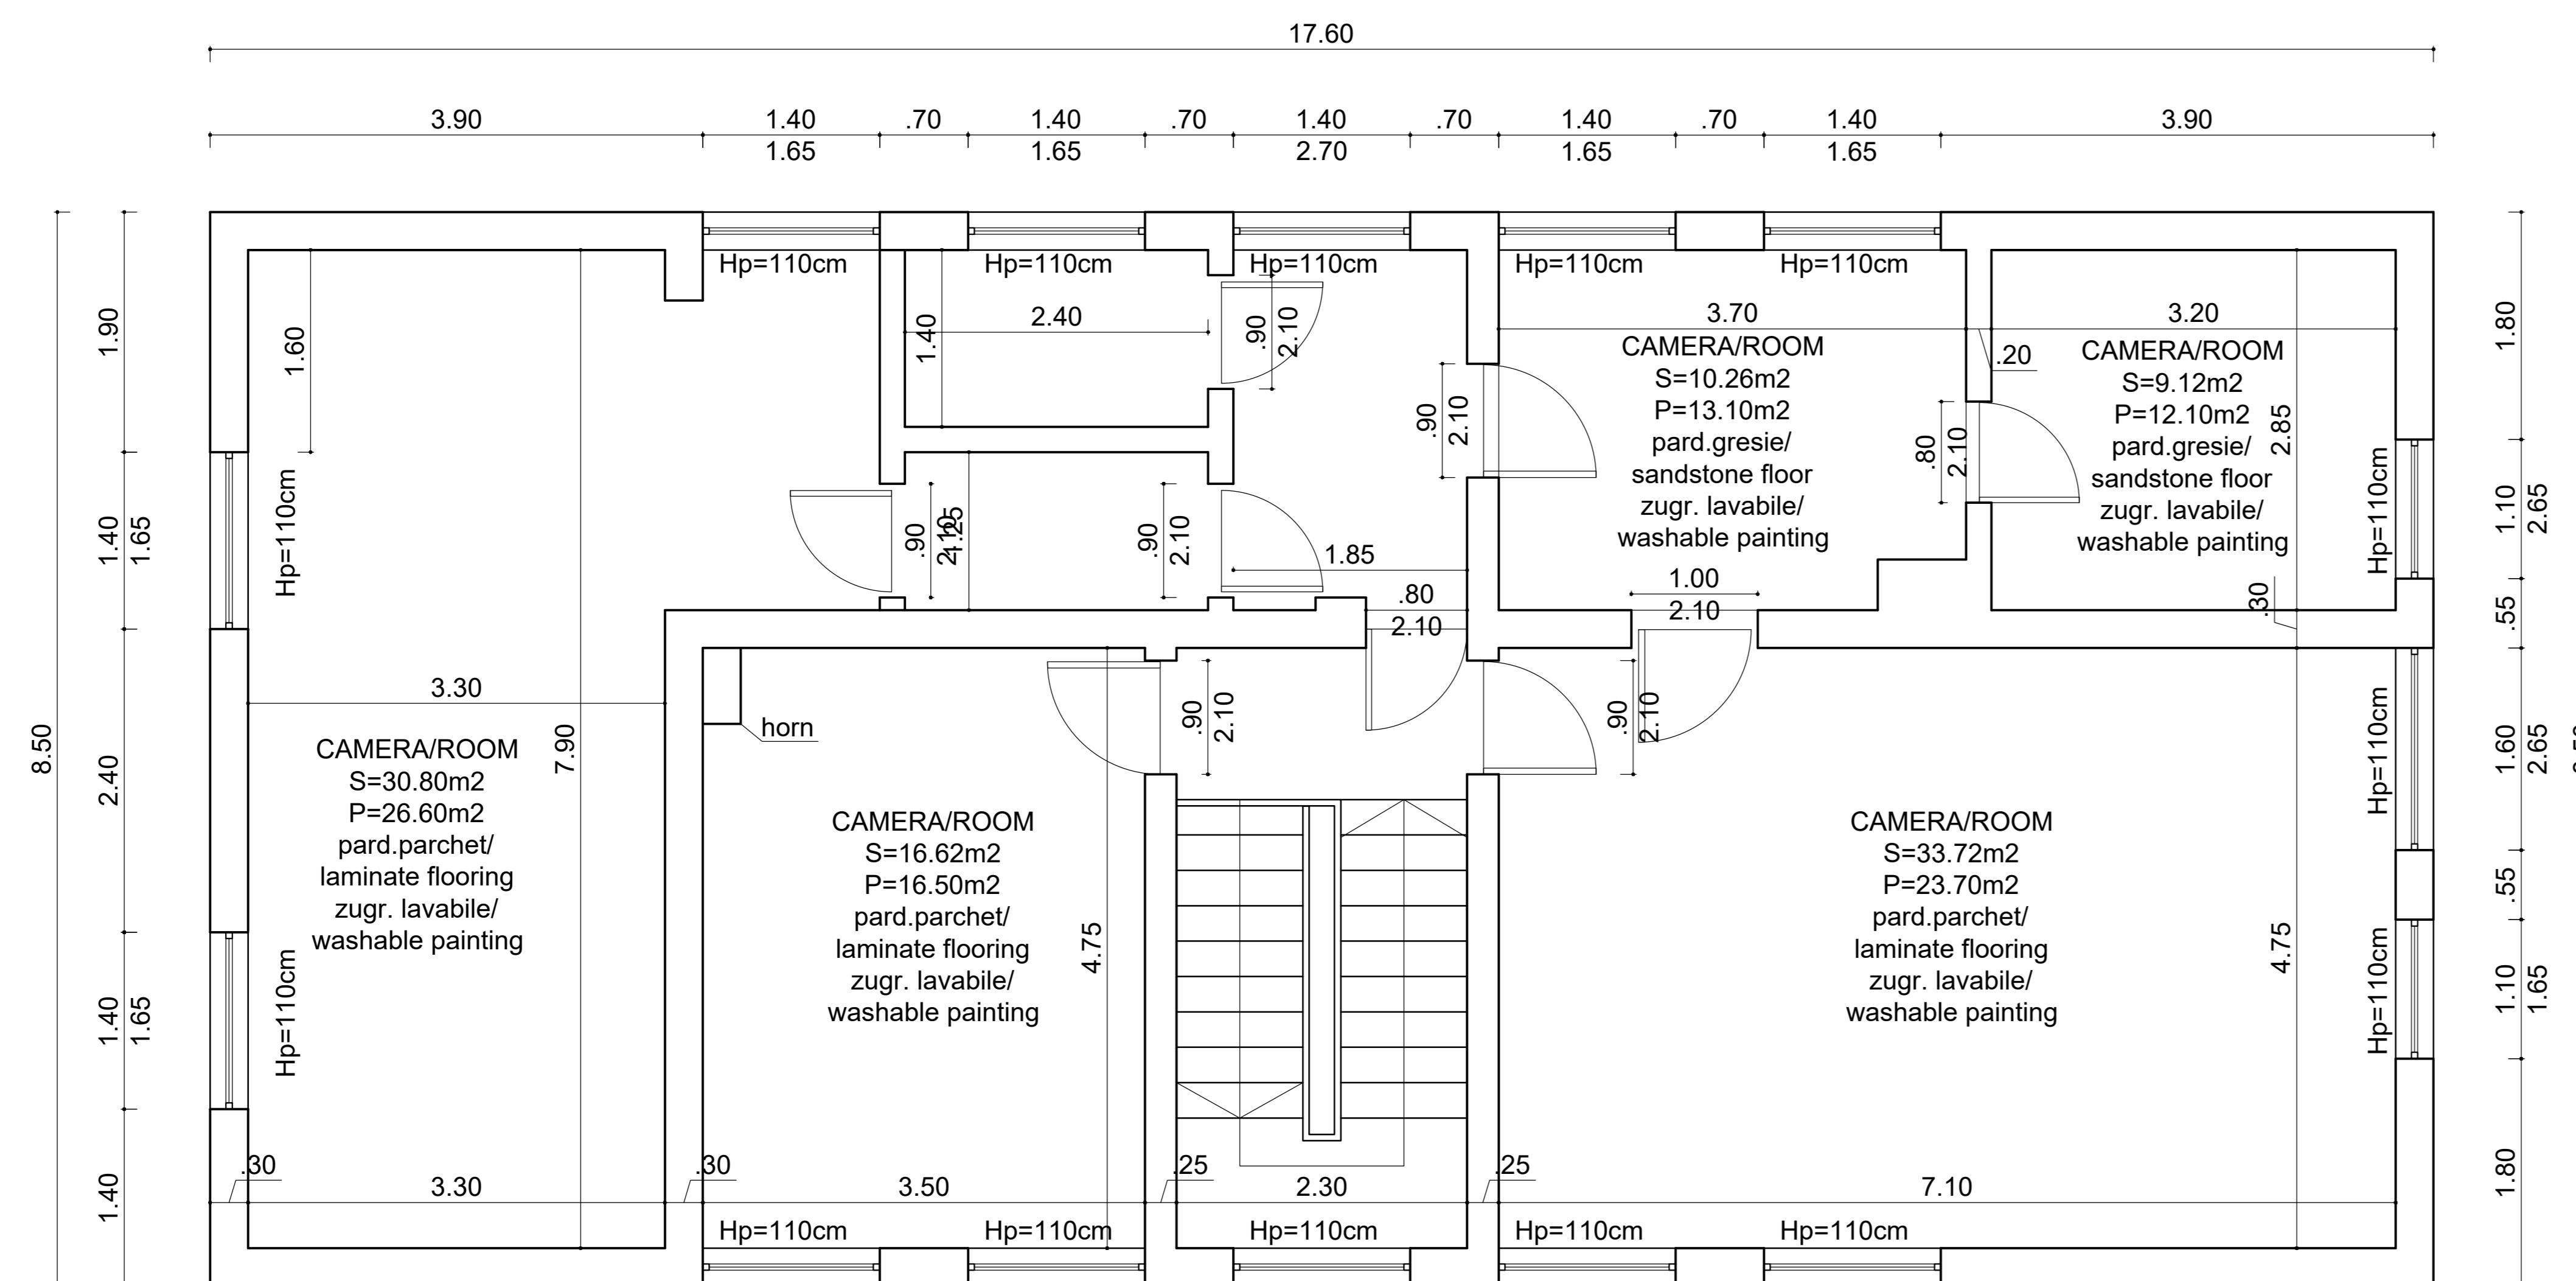 17.60
3.90 1.40 .70 1.40 .70 1.40 .70 1.40 .70 1.40 3.90
1.65 1.65 2.70 1.65 1.65
Hp=110cm Hp=110cm Hp=110cm Hp=110cm Hp=110cm
8.50
1.90
1.40
1.65
2.40
1.40
1.65
1.40
1.60
Hp=110cm
3.30
7.90
CAMERA/ROOM
S=30.80m2
P=26.60m2
pard.parchet/
laminate flooring
zugr. lavabile/
washable painting
Hp=110cm
1.40
2.40
.90
2.10
.90
2.10
.90
2.10
1.85
.80
2.10
.90
2.10
3.70
CAMERA/ROOM
S=10.26m2
P=13.10m2
pard.gresie/
sandstone floor
zugr. lavabile/
washable painting
1.00
2.10
.80
2.10
.20
3.20
CAMERA/ROOM
S=9.12m2
P=12.10m2
pard.gresie/
sandstone floor
zugr. lavabile/
washable painting
2.85
Hp=110cm
.30
horn
CAMERA/ROOM
S=16.62m2
P=16.50m2
pard.parchet/
laminate flooring
zugr. lavabile/
washable painting
4.75
.90
2.10
.90
2.10
CAMERA/ROOM
S=33.72m2
P=23.70m2
pard.parchet/
laminate flooring
zugr. lavabile/
washable painting
4.75
Hp=110cm
Hp=110cm
1.80
1.10
2.65
.55
1.60
2.65
.55
1.10
1.65
1.80
.30 .30 .25 .25
3.30 3.50 2.30 7.10
Hp=110cm Hp=110cm Hp=110cm Hp=110cm Hp=110cm